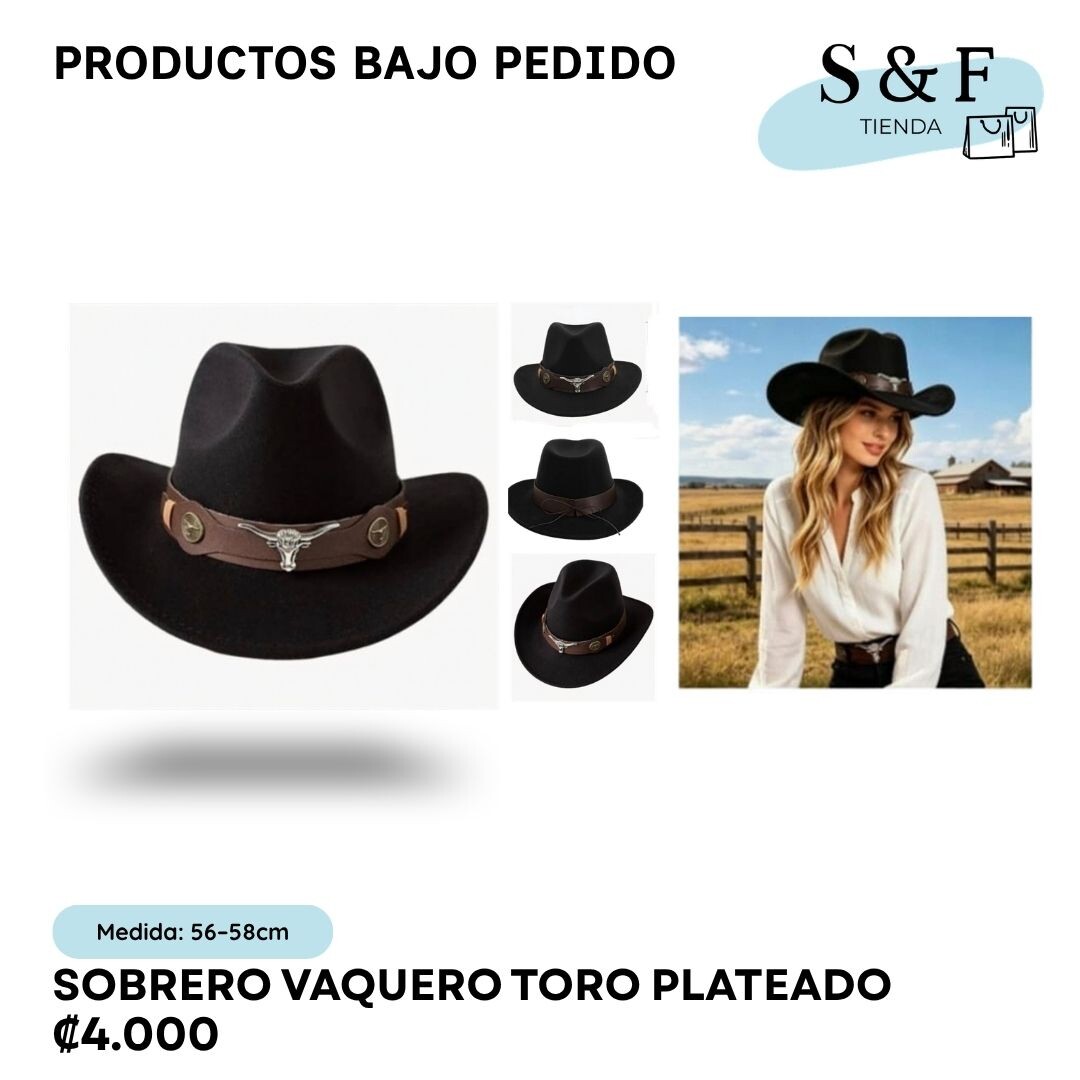 PRODUCTOS BAJO PEDIDO
S & F
TIENDA
Medida: 56-58cm
SOBRERO VAQUERO TORO PLATEADO
₡4.000